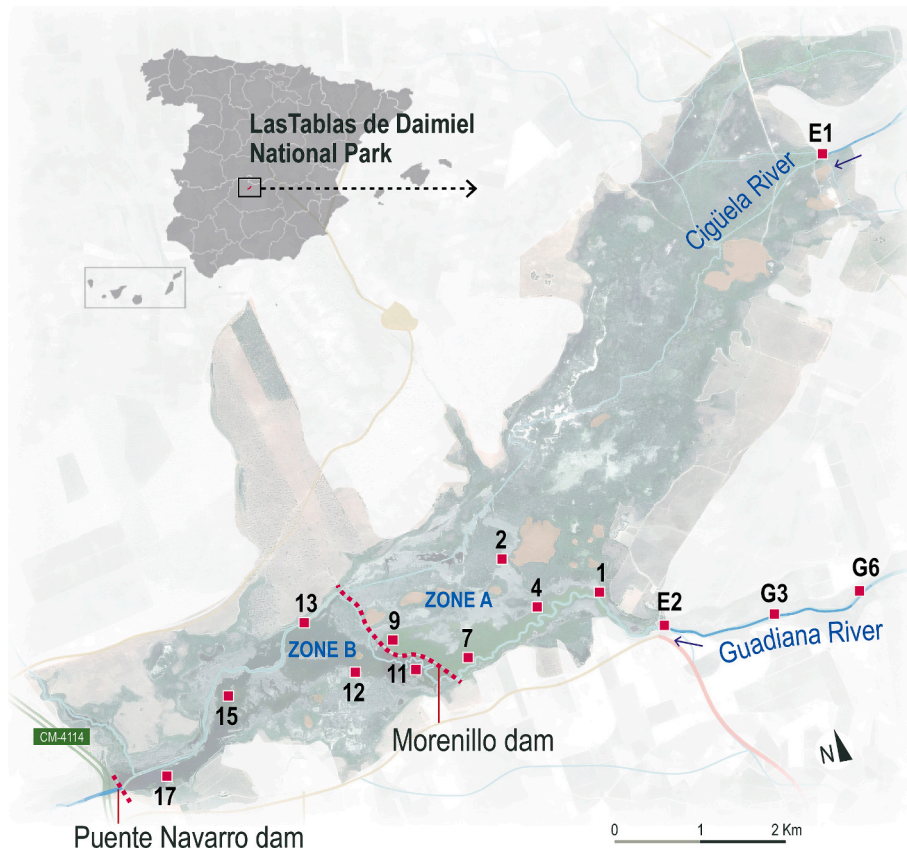 LasTablas de Daimiel
National Park
E1
Cigüela River
2
1
4
ZONE A
G6
G3
E2
Guadiana River
13
9
7
ZONE B
11
12
15
Morenillo dam
CM-4114
N
17
Puente Navarro dam
0 1 2 Km